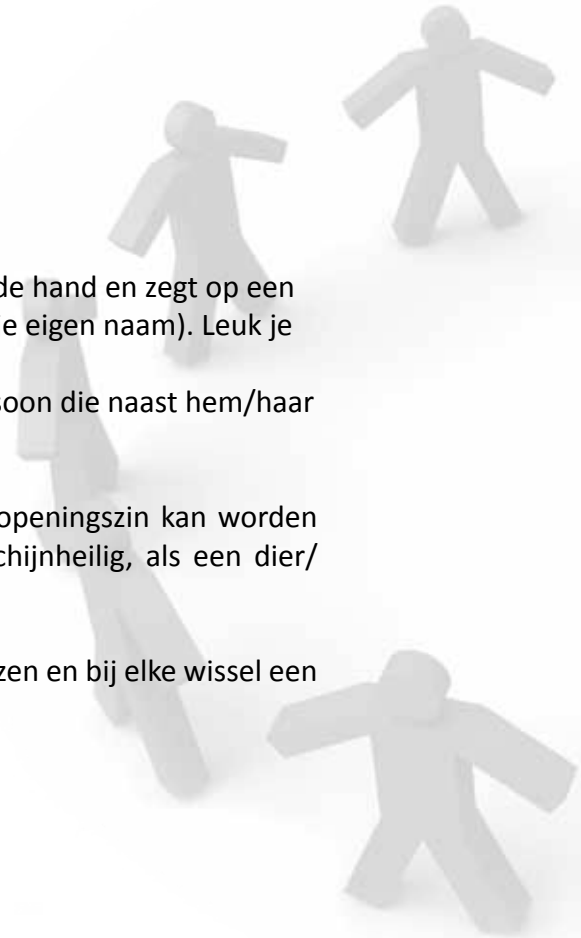 de hand en zegt op een
e eigen naam). Leuk je
soon die naast hem/haar
openingszin kan worden
chijnheilig, als een dier/
zen en bij elke wissel een